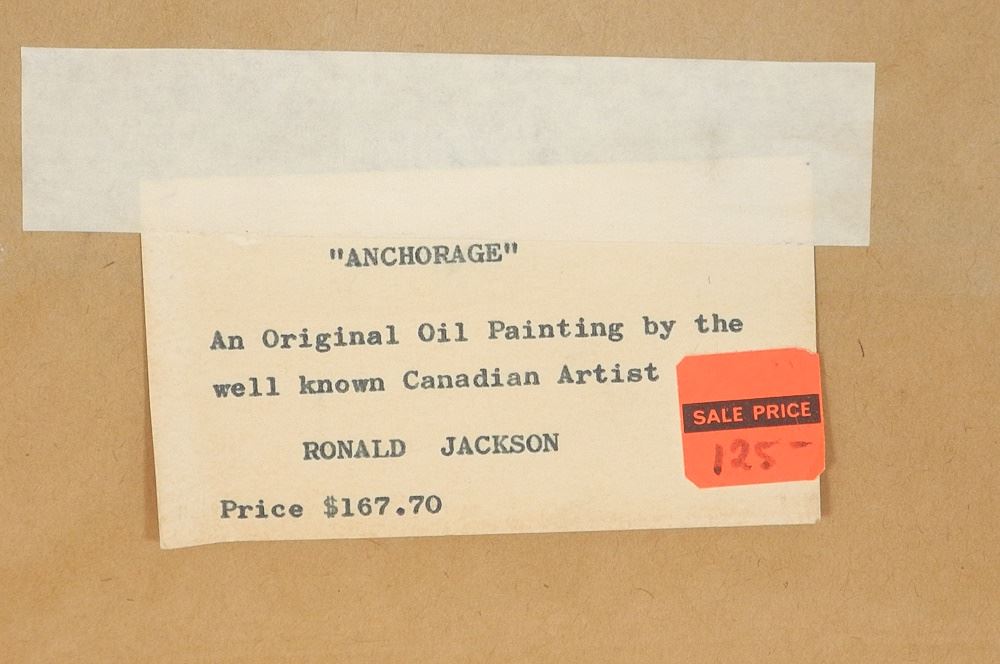 "ANCHORAGE"
An Original Oil Painting by the
well known Canadian Artist
RONALD JACKSON
Price $167.70
SALE PRICE
125-